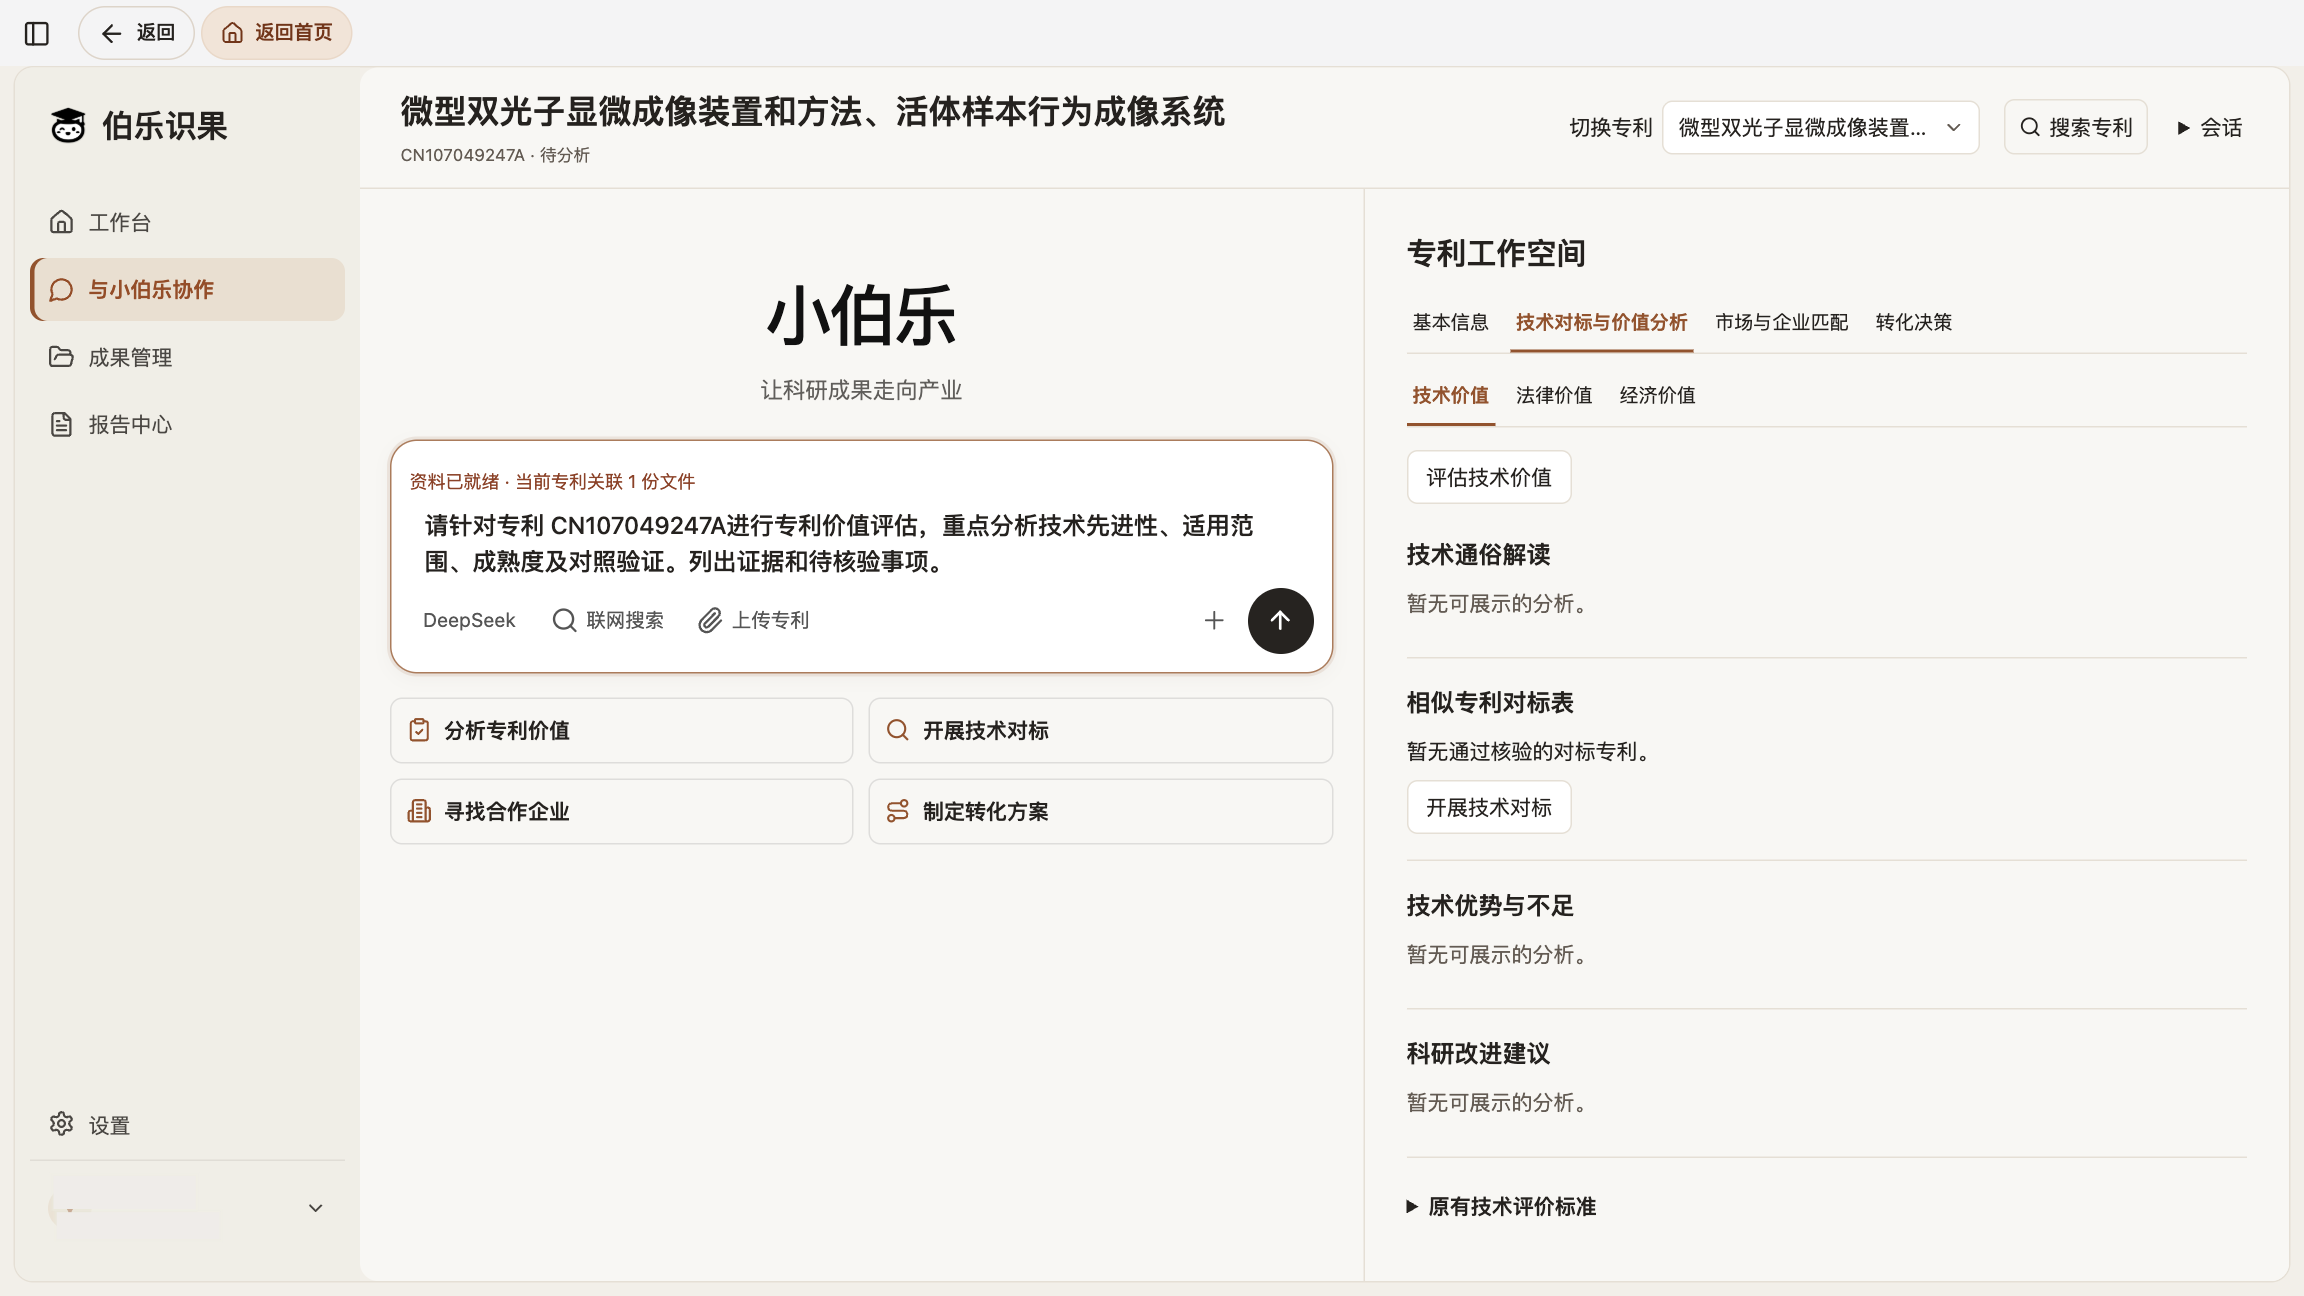 返回
返回首页
伯乐识果
工作台
与小伯乐协作
成果管理
报告中心
设置
微型双光子显微成像装置和方法、活体样本行为成像系统
CN107049247A · 待分析
切换专利
微型双光子显微成像装置...
搜索专利
会话
小伯乐
让科研成果走向产业
资料已就绪 · 当前专利关联 1 份文件
请针对专利 CN107049247A进行专利价值评估，重点分析技术先进性、适用范
围、成熟度及对照验证。列出证据和待核验事项。
DeepSeek
联网搜索
上传专利
分析专利价值
开展技术对标
寻找合作企业
制定转化方案
专利工作空间
基本信息
技术对标与价值分析
市场与企业匹配
转化决策
技术价值
法律价值
经济价值
评估技术价值
技术通俗解读
暂无可展示的分析。
相似专利对标表
暂无通过核验的对标专利。
开展技术对标
技术优势与不足
暂无可展示的分析。
科研改进建议
暂无可展示的分析。
原有技术评价标准